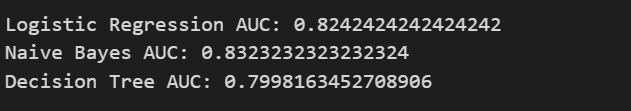 Logistic Regression AUC: 0.8242424242424242
Naive Bayes AUC: 0.8323232323232324
Decision Tree AUC: 0.7998163452708906